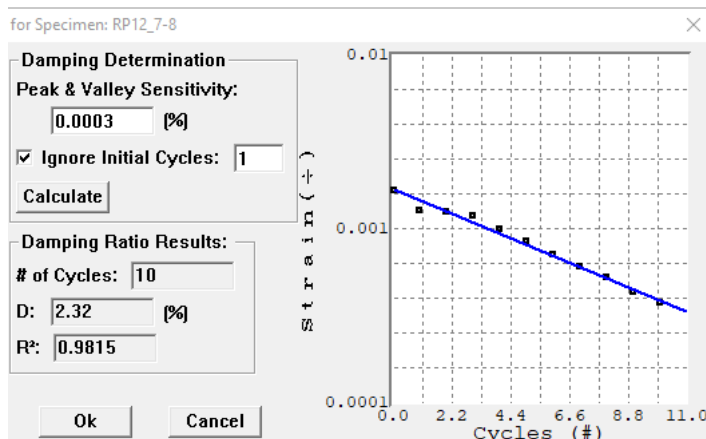 for Specimen: RP12_7-8
Damping Determination
Peak & Valley Sensitivity:
0.0003 (%)
Ignore Initial Cycles: 1
Calculate
Damping Ratio Results:
# of Cycles: 10
D: 2.32 (%)
R²: 0.9815
Ok Cancel
Strain(÷)
0.01
0.001
0.0001
0.0 2.2 4.4 6.6 8.8 11.0
Cycles (#)